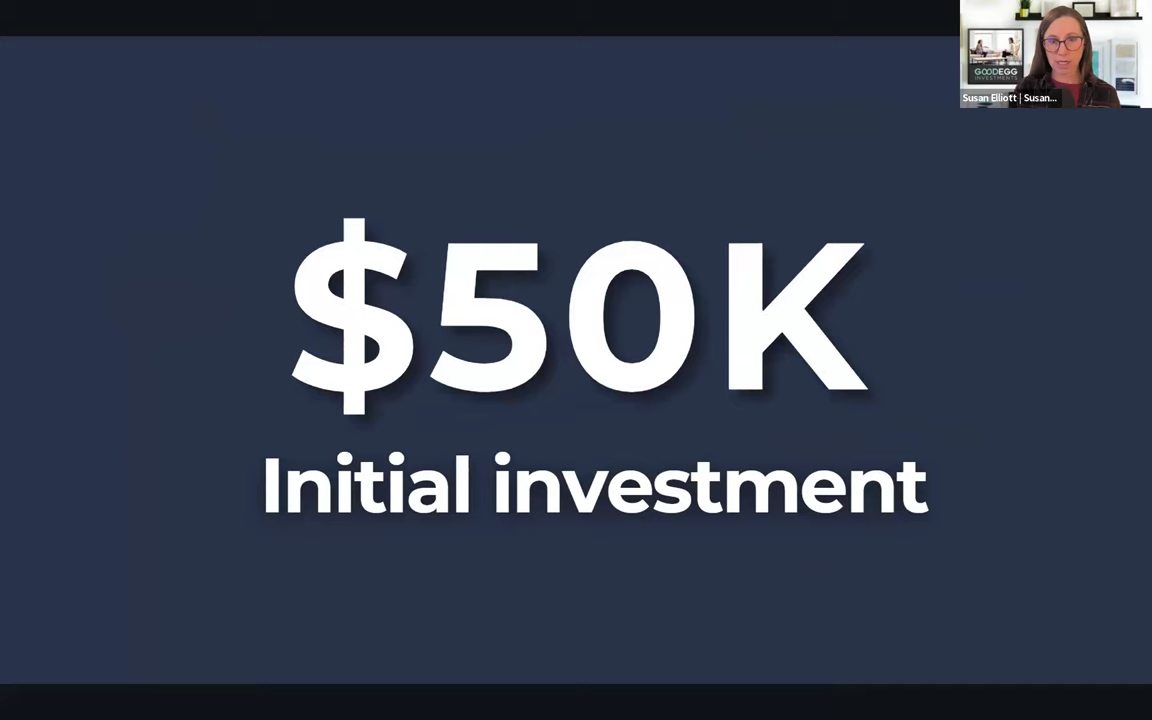 $50K
Initial investment
GOODEGG
INVESTMENTS
Susan Elliott | Susan...